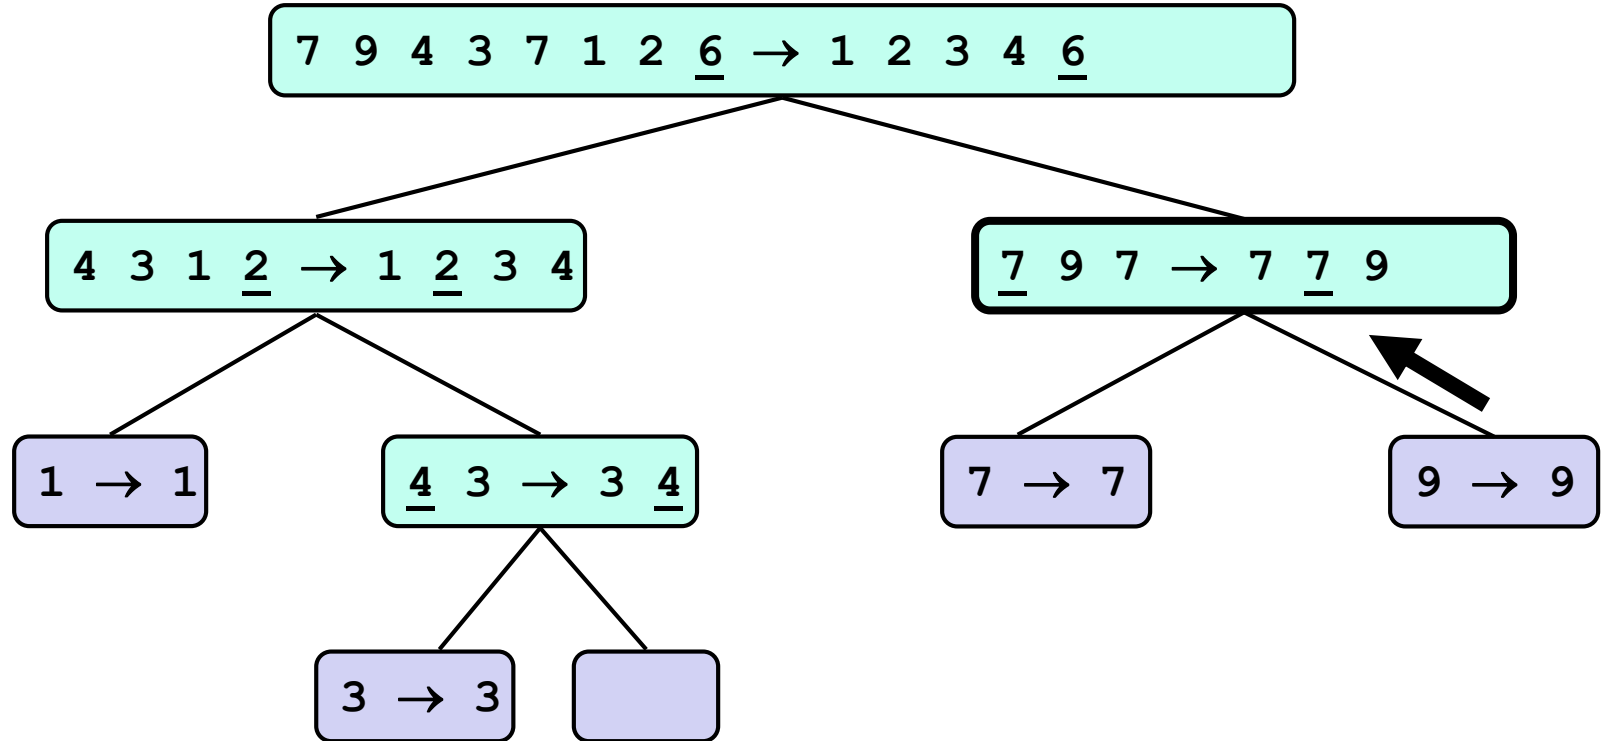 7 9 4 3 7 1 2 6 → 1 2 3 4 6
4 3 1 2 → 1 2 3 4
7 9 7 → 7 7 9
1 → 1
4 3 → 3 4
7 → 7
9 → 9
3 → 3